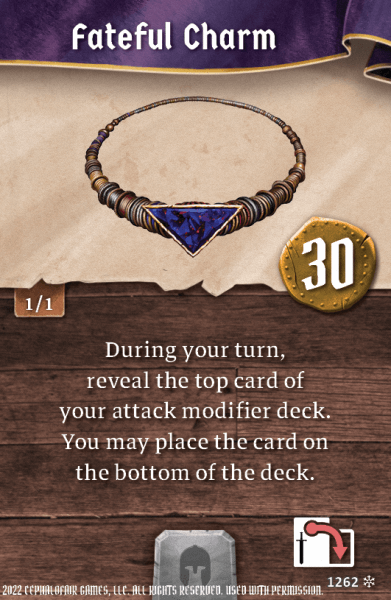 Fateful Charm
30
1/1
During your turn,
reveal the top card of
your attack modifier deck.
You may place the card on
the bottom of the deck.
1262
2022 CEPHALOFAIR GAMES, LLC. ALL RIGHTS RESERVED. USED WITH PERMISSION.